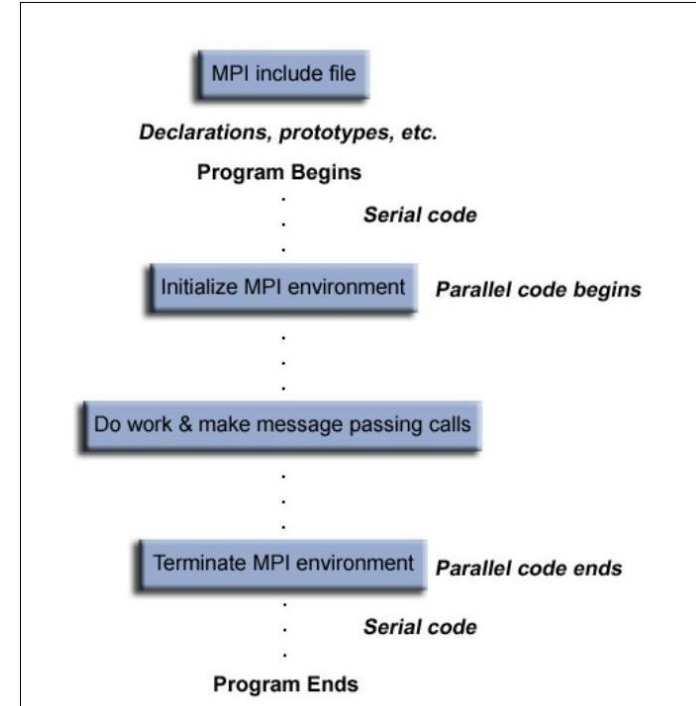 MPI include file
Declarations, prototypes, etc.
Program Begins
Serial code
Initialize MPI environment
Parallel code begins
Do work & make message passing calls
Terminate MPI environment
Parallel code ends
Serial code
Program Ends